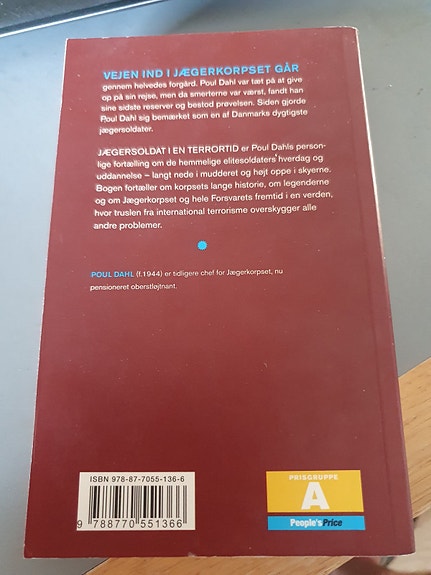 VEJEN IND I JÆGERKORPSET GÅR
gennem helvedes forgård. Poul Dahl var tæt på at give
op på sin rejse, men da smerterne var værst, fandt han
sine sidste reserver og bestod prøvelsen. Siden gjorde
Poul Dahl sig bemærket som en af Danmarks dygtigste
jægersoldater.
JÆGERSOLDAT I EN TERRORTID er Poul Dahls person-
lige fortælling om de hemmelige elitesoldaters hverdag og
uddannelse – langt nede i mudderet og højt oppe i skyerne.
Bogen fortæller om korpsets lange historie, om legenderne
og om Jægerkorpset og hele Forsvarets fremtid i en verden,
hvor truslen fra international terrorisme overskygger alle
andre problemer.
POUL DAHL (f.1944) er tidligere chef for Jægerkorpset, nu
pensioneret oberstløjtnant.
ISBN 978-87-7055-136-6
9 788770 551366
PRISGRUPPE
A
People'sPrice